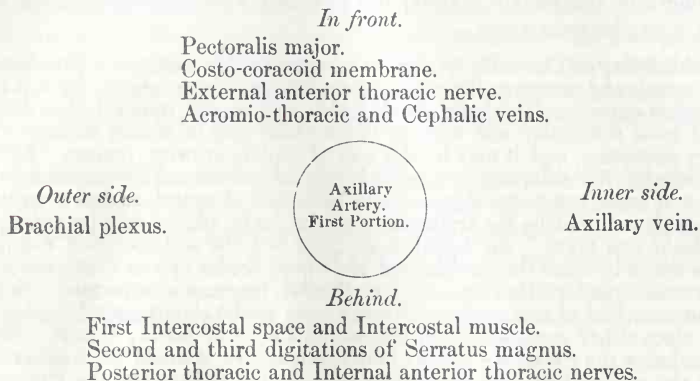 In front.
Pectoralis major.
Costo-coracoid membrane.
External anterior thoracic nerve.
Acromio-thoracic and Cephalic veins.
Outer side.
Brachial plexus.
Axillary
Artery.
First Portion.
Inner side.
Axillary vein.
Behind.
First Intercostal space and Intercostal muscle.
Second and third digitations of Serratus magnus.
Posterior thoracic and Internal anterior thoracic nerves.